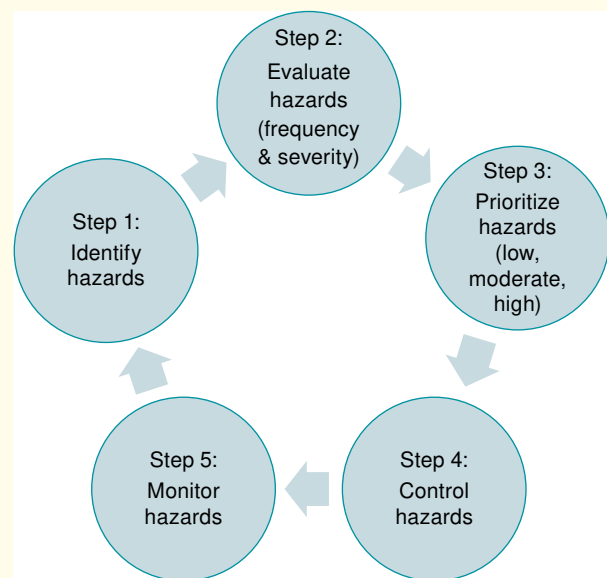 Step 1:
Identify
hazards
Step 2:
Evaluate
hazards
(frequency
& severity)
Step 3:
Prioritize
hazards
(low,
moderate,
high)
Step 4:
Control
hazards
Step 5:
Monitor
hazards